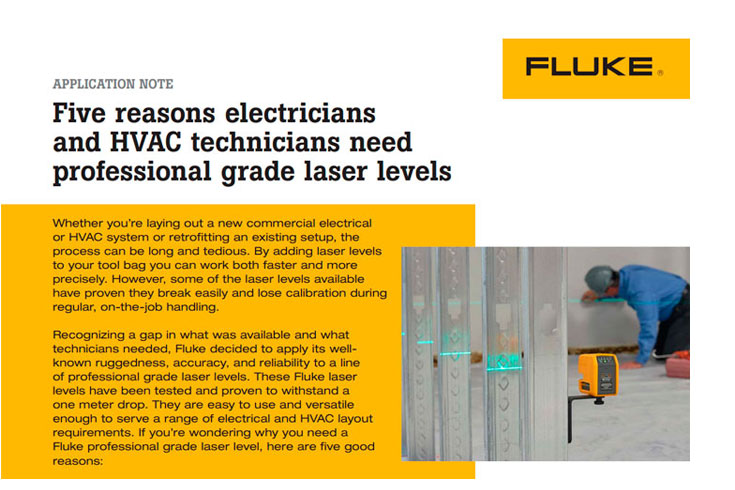 FLUKE ®
APPLICATION NOTE
Five reasons electricians
and HVAC technicians need
professional grade laser levels
Whether you're laying out a new commercial electrical
or HVAC system or retrofitting an existing setup, the
process can be long and tedious. By adding laser levels
to your tool bag you can work both faster and more
precisely. However, some of the laser levels available
have proven they break easily and lose calibration during
regular, on-the-job handling.
Recognizing a gap in what was available and what
technicians needed, Fluke decided to apply its well-
known ruggedness, accuracy, and reliability to a line
of professional grade laser levels. These Fluke laser
levels have been tested and proven to withstand a
one meter drop. They are easy to use and versatile
enough to serve a range of electrical and HVAC layout
requirements. If you're wondering why you need a
Fluke professional grade laser level, here are five good
reasons: